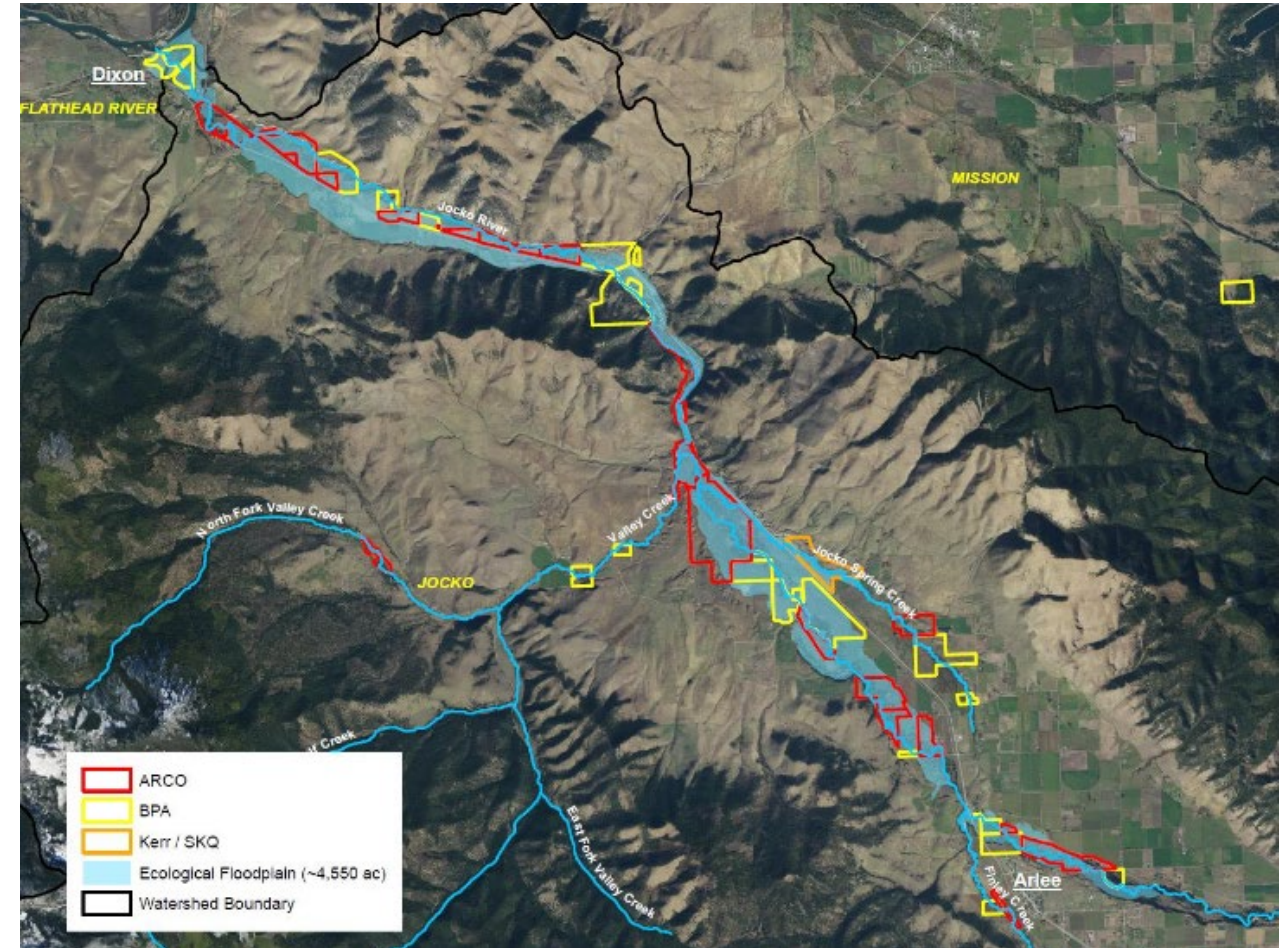 Dixon
FLATHEAD RIVER
MISSION
Jocko River
North Fork Valley Creek
Valley Creek
Jocko Spring Creek
JOCKO
Creek
East Fork Valley Creek
Arlee
Finley Creek
ARCO
BPA
Kerr / SKQ
Ecological Floodplain (~4,550 ac)
Watershed Boundary